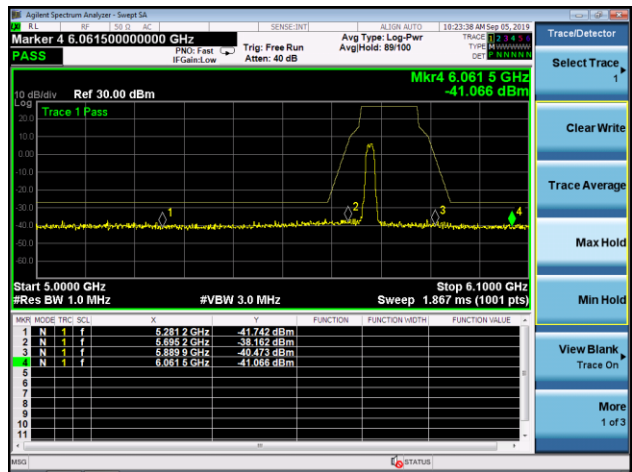 Agilent Spectrum Analyzer - Swept SA
RL RF 50 Ω AC SENSE:INT ALIGN AUTO 10:23:38 AM Sep 05, 2019
Marker 4 6.061500000000 GHz
PASS
PNO: Fast
IFGain:Low
Trig: Free Run
Atten: 40 dB
Avg Type: Log-Pwr
Avg|Hold: 89/100
TRACE 1 2 3 4 5 6
TYPE M WWWWW
DET P NNNNN
Mkr4 6.061 5 GHz
-41.066 dBm
10 dB/div Ref 30.00 dBm
Log
Trace 1 Pass
20.0
10.0
0.00
-10.0
-20.0
-30.0
-40.0
-50.0
-60.0
1
2
3
4
Start 5.0000 GHz
Stop 6.1000 GHz
#Res BW 1.0 MHz
#VBW 3.0 MHz
Sweep 1.867 ms (1001 pts)
MKR MODE TRC SCL X Y FUNCTION FUNCTION WIDTH FUNCTION VALUE
1 N 1 f 5.281 2 GHz -41.742 dBm
2 N 1 f 5.695 2 GHz -38.162 dBm
3 N 1 f 5.889 9 GHz -40.473 dBm
4 N 1 f 6.061 5 GHz -41.066 dBm
5
6
7
8
9
10
11
MSG
STATUS
Trace/Detector
Select Trace
1
Clear Write
Trace Average
Max Hold
Min Hold
View Blank
Trace On
More
1 of 3